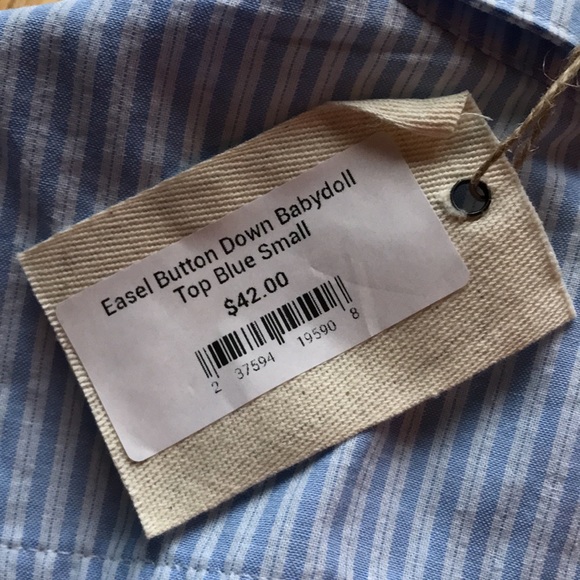 Easel Button Down Babydoll
Top Blue Small
$42.00
2 37594 19590 8